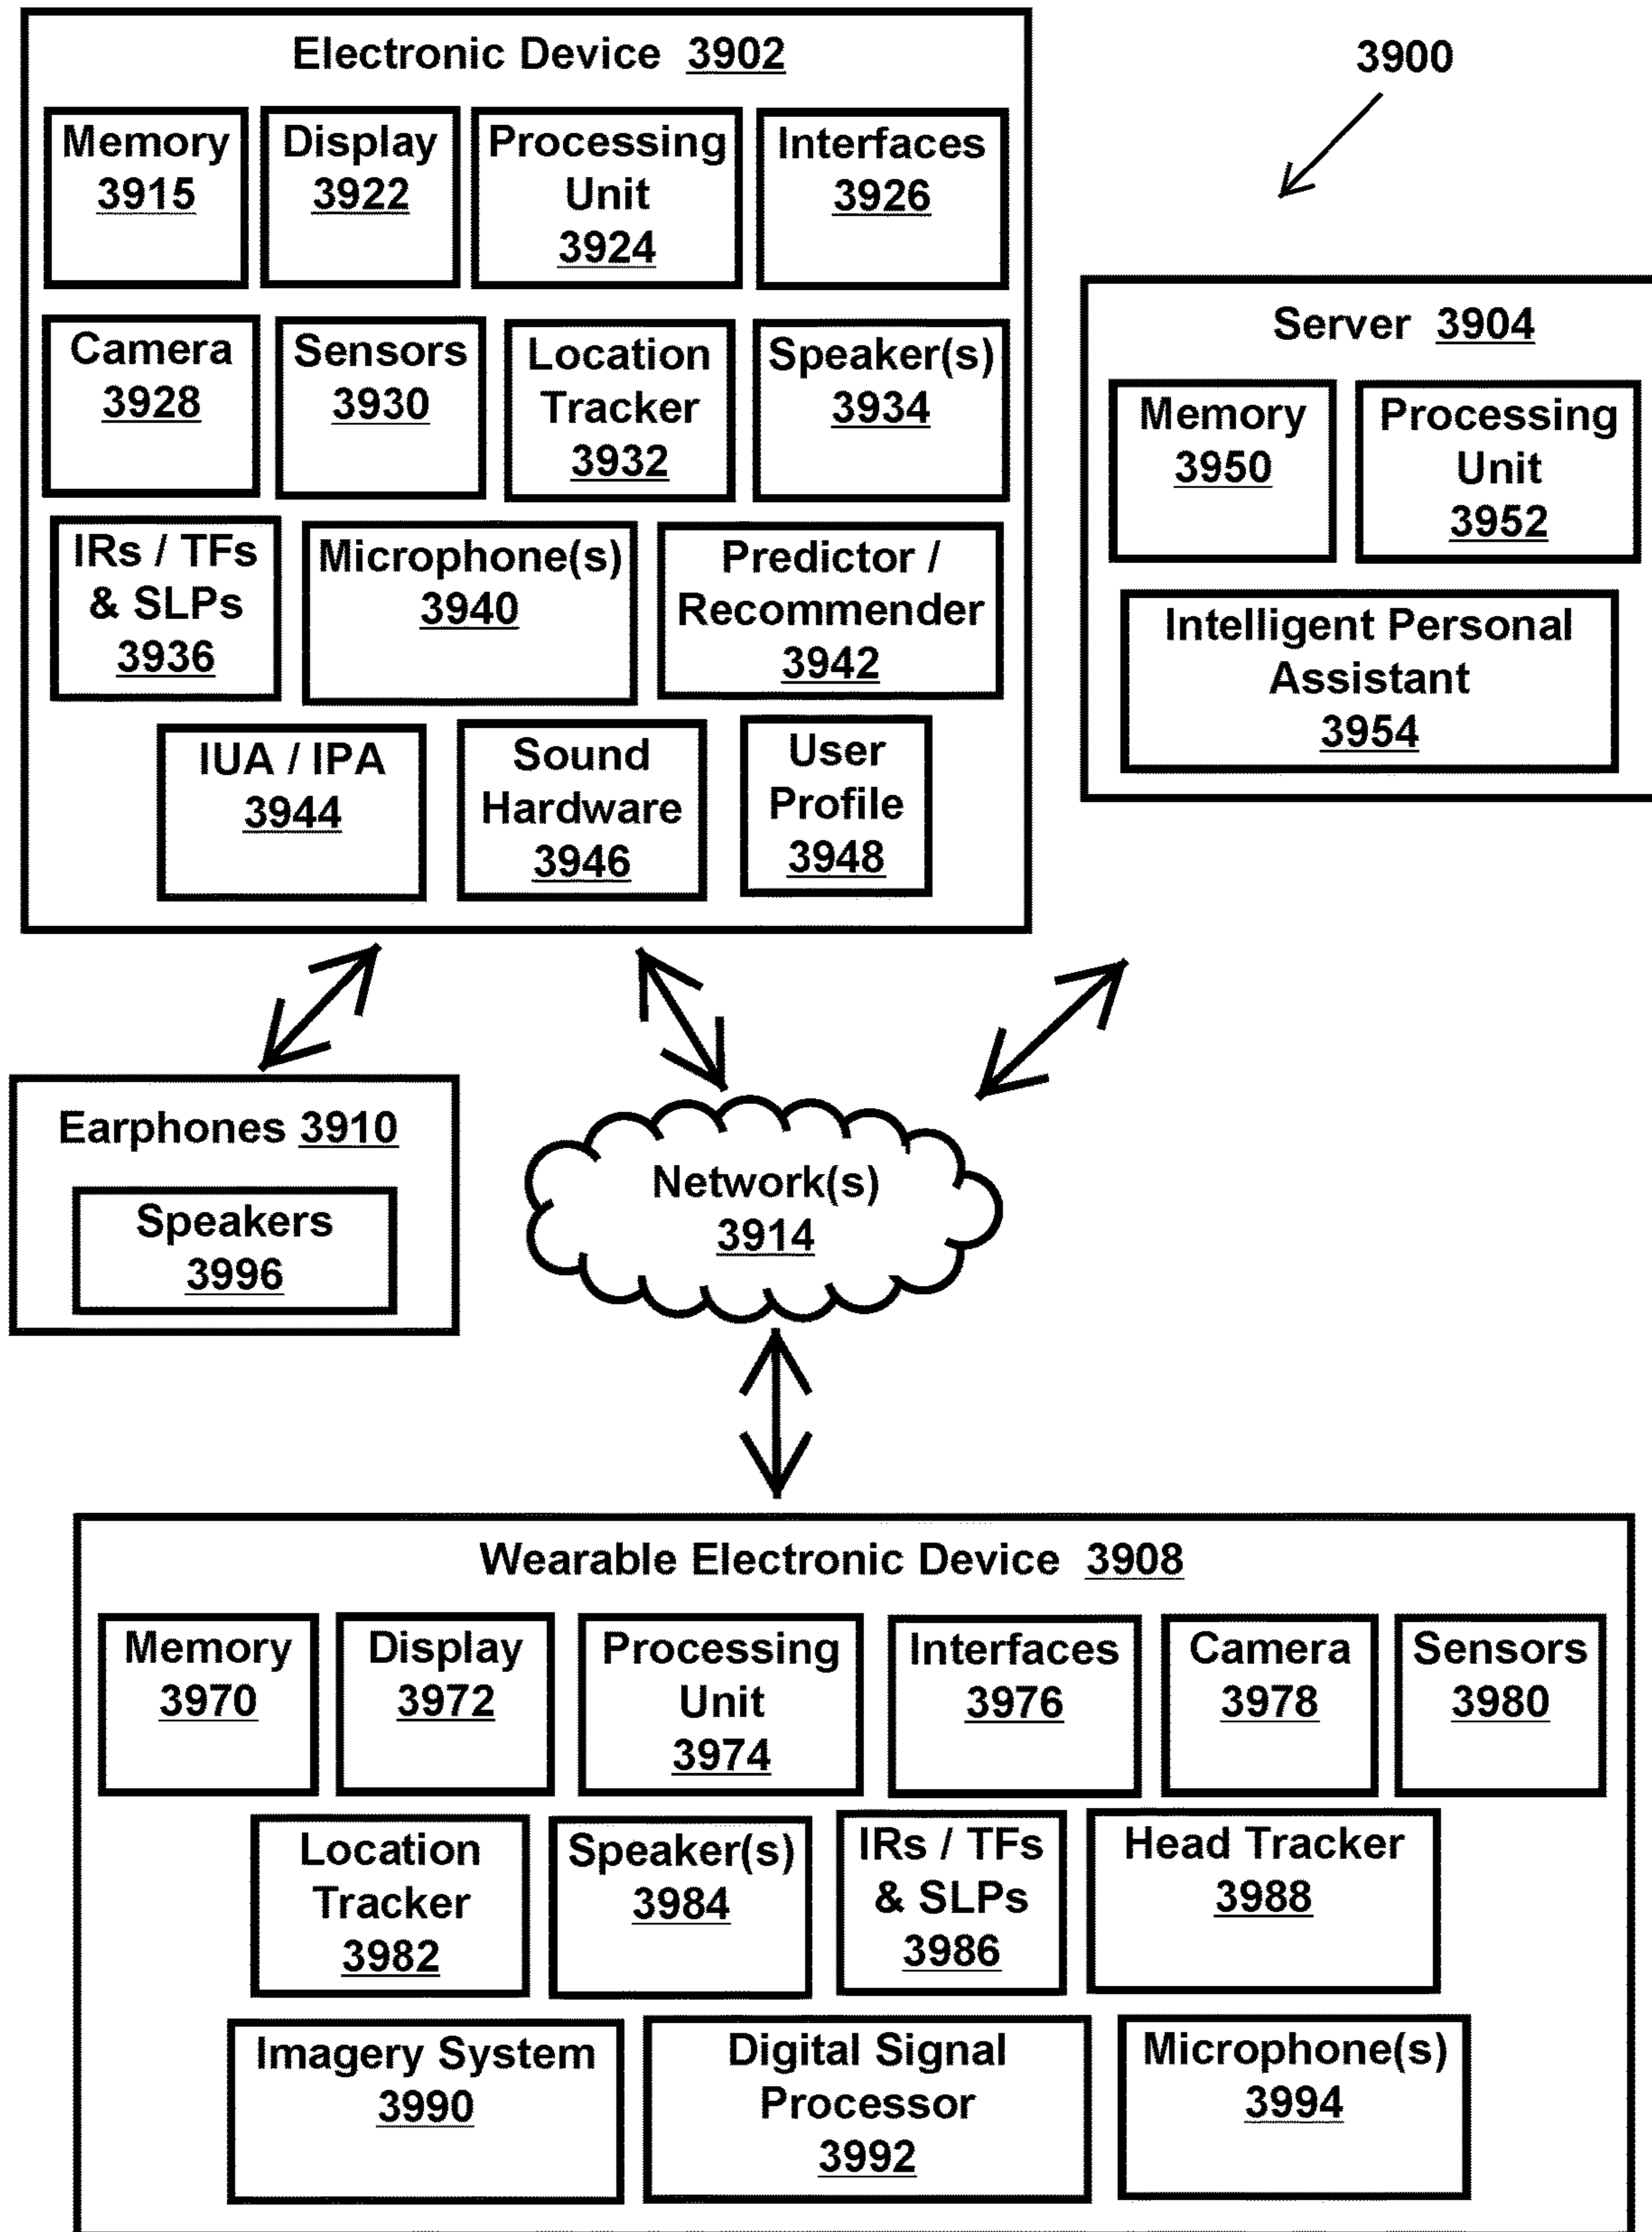 Electronic Device 3902
Memory
3915
Display
3922
Processing
Unit
3924
Interfaces
3926
Camera
3928
Sensors
3930
Location
Tracker
3932
Speaker(s)
3934
IRs / TFs
& SLPs
3936
Microphone(s)
3940
Predictor /
Recommender
3942
IUA / IPA
3944
Sound
Hardware
3946
User
Profile
3948
3900
Server 3904
Memory
3950
Processing
Unit
3952
Intelligent Personal
Assistant
3954
Earphones 3910
Speakers
3996
Network(s)
3914
Wearable Electronic Device 3908
Memory
3970
Display
3972
Processing
Unit
3974
Interfaces
3976
Camera
3978
Sensors
3980
Location
Tracker
3982
Speaker(s)
3984
IRs / TFs
& SLPs
3986
Head Tracker
3988
Imagery System
3990
Digital Signal
Processor
3992
Microphone(s)
3994